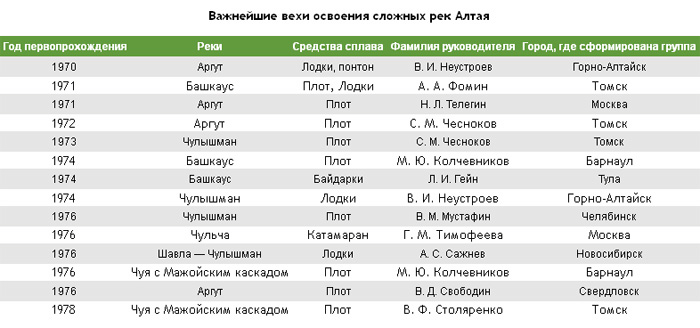 Важнейшие вехи освоения сложных рек Алтая
Год первопрохождения Реки Средства сплава Фамилия руководителя Город, где сформирована группа
1970 Аргут Лодки, понтон В. И. Неустроев Горно-Алтайск
1971 Башкаус Плот, Лодки А. А. Фомин Томск
1971 Аргут Плот Н. Л. Телегин Москва
1972 Аргут Плот С. М. Чесноков Томск
1973 Чулышман Плот С. М. Чесноков Томск
1974 Башкаус Плот М. Ю. Колчевников Барнаул
1974 Башкаус Байдарки Л. И. Гейн Тула
1974 Чулышман Лодки В. И. Неустроев Горно-Алтайск
1976 Чулышман Плот В. М. Мустафин Челябинск
1976 Чульча Катамаран Г. М. Тимофеева Москва
1976 Шавла — Чулышман Лодки А. С. Сажнев Новосибирск
1976 Чуя с Мажойским каскадом Плот М. Ю. Колчевников Барнаул
1976 Аргут Плот В. Д. Свободин Свердловск
1978 Чуя с Мажойским каскадом Плот В. Ф. Столяренко Томск